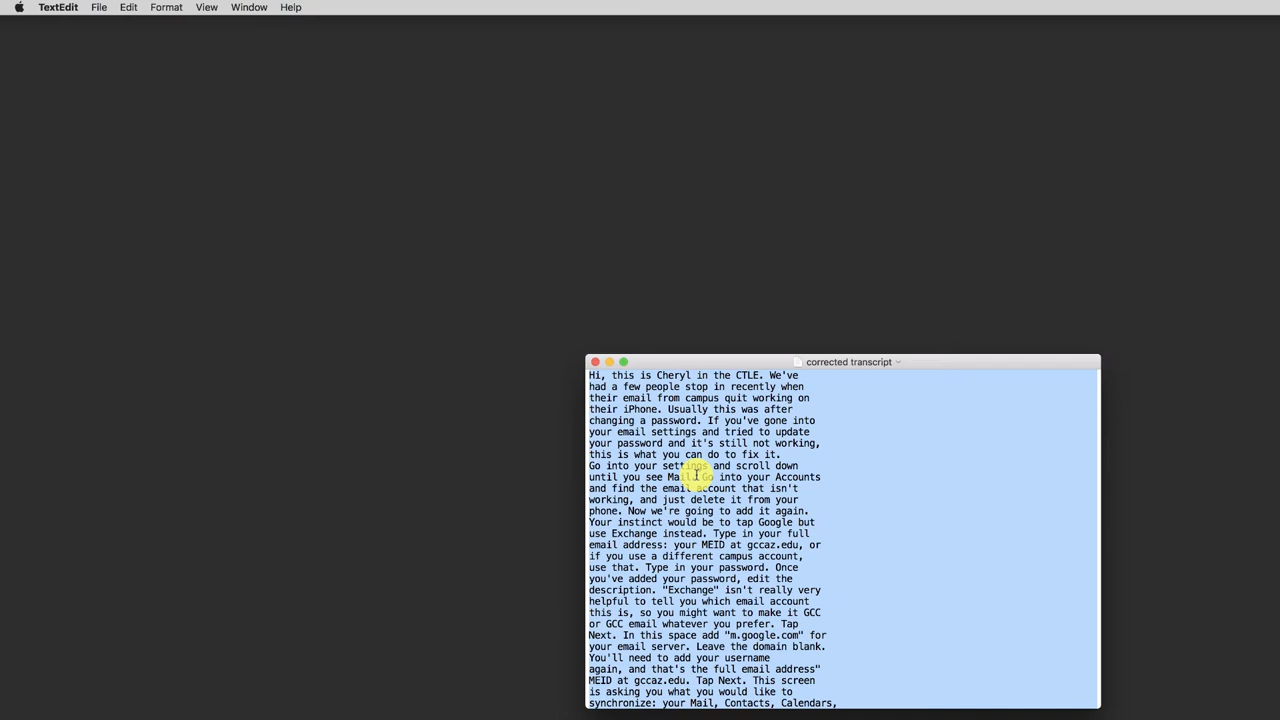 TextEdit File Edit Format View Window Help
corrected transcript
Hi, this is Cheryl in the CTLE. We've
had a few people stop in recently when
their email from campus quit working on
their iPhone. Usually this was after
changing a password. If you've gone into
your email settings and tried to update
your password and it's still not working,
this is what you can do to fix it.
Go into your settings and scroll down
until you see Mail. Go into your Accounts
and find the email account that isn't
working, and just delete it from your
phone. Now we're going to add it again.
Your instinct would be to tap Google but
use Exchange instead. Type in your full
email address: your MEID at gccaz.edu, or
if you use a different campus account,
use that. Type in your password. Once
you've added your password, edit the
description. "Exchange" isn't really very
helpful to tell you which email account
this is, so you might want to make it GCC
or GCC email whatever you prefer. Tap
Next. In this space add "m.google.com" for
your email server. Leave the domain blank.
You'll need to add your username
again, and that's the full email address"
MEID at gccaz.edu. Tap Next. This screen
is asking you what you would like to
synchronize: your Mail, Contacts, Calendars,